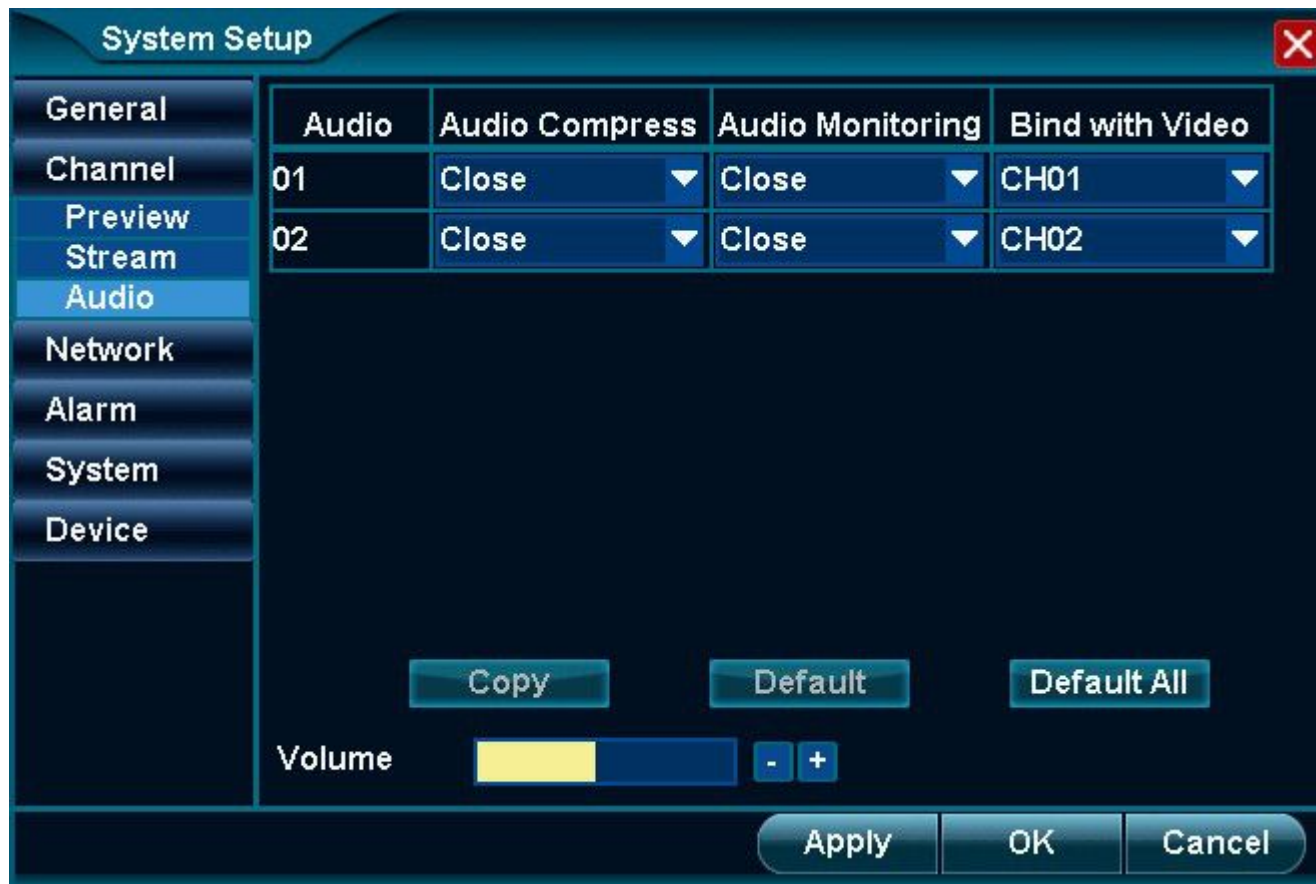 System Setup
General
Channel
Preview
Stream
Audio
Network
Alarm
System
Device
Audio Audio Compress Audio Monitoring Bind with Video
01 Close Close CH01
02 Close Close CH02
Copy Default Default All
Volume - +
Apply OK Cancel